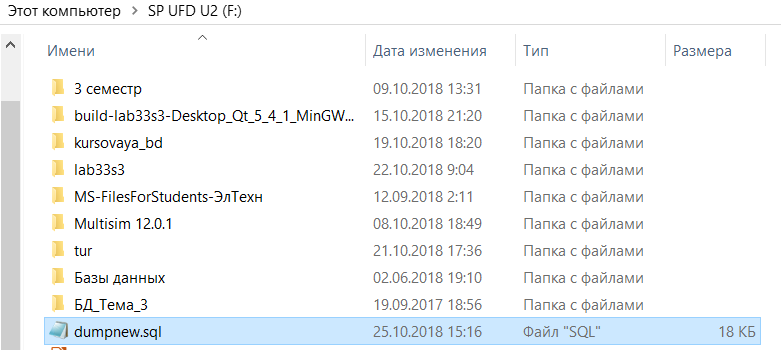 Этот компьютер > SP UFD U2 (F:)
Имени Дата изменения Тип Размера
3 семестр 09.10.2018 13:31 Папка с файлами
build-lab33s3-Desktop_Qt_5_4_1_MinGW... 15.10.2018 21:20 Папка с файлами
kursovaya_bd 19.10.2018 18:20 Папка с файлами
lab33s3 22.10.2018 9:04 Папка с файлами
MS-FilesForStudents-ЭлТехн 12.09.2018 2:11 Папка с файлами
Multisim 12.0.1 08.10.2018 18:49 Папка с файлами
tur 21.10.2018 17:36 Папка с файлами
Базы данных 02.06.2018 19:10 Папка с файлами
БД_Тема_3 19.09.2017 18:56 Папка с файлами
dumpnew.sql 25.10.2018 15:16 Файл "SQL" 18 КБ